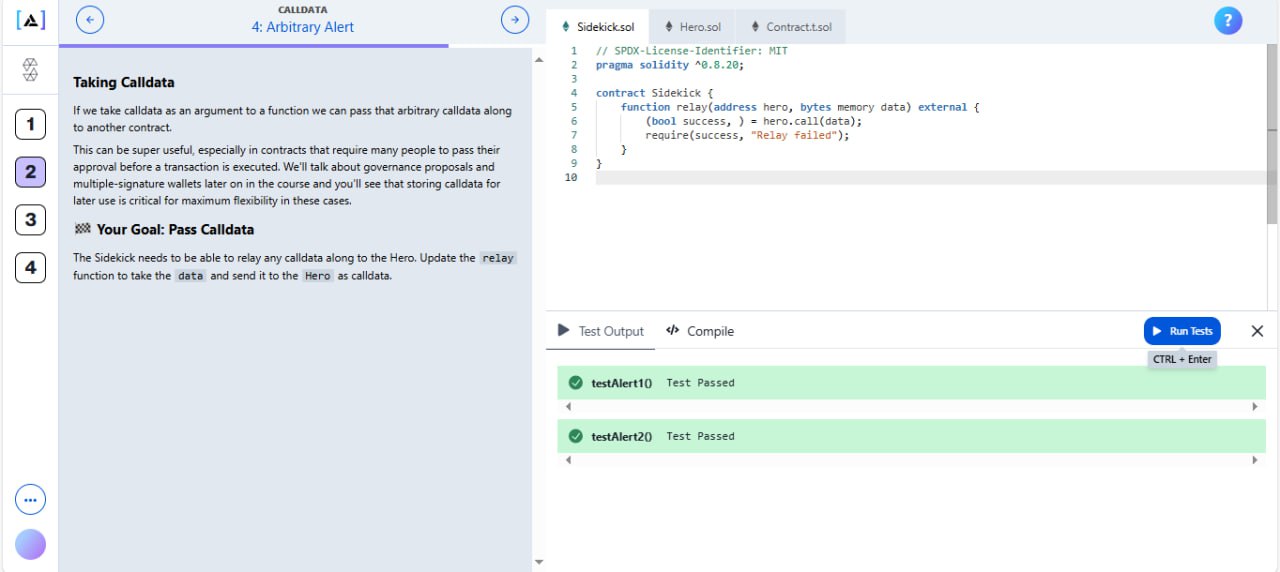 [A]
CALLDATA
4: Arbitrary Alert
1
2
3
4
Taking Calldata
If we take calldata as an argument to a function we can pass that arbitrary calldata along
to another contract.
This can be super useful, especially in contracts that require many people to pass their
approval before a transaction is executed. We'll talk about governance proposals and
multiple-signature wallets later on in the course and you'll see that storing calldata for
later use is critical for maximum flexibility in these cases.
Your Goal: Pass Calldata
The Sidekick needs to be able to relay any calldata along to the Hero. Update the relay
function to take the data and send it to the Hero as calldata.
Sidekick.sol Hero.sol Contract.t.sol
?
1 // SPDX-License-Identifier: MIT
2 pragma solidity ^0.8.20;
3
4 contract Sidekick {
5 function relay(address hero, bytes memory data) external {
6 (bool success, ) = hero.call(data);
7 require(success, "Relay failed");
8 }
9 }
10
Test Output </> Compile
Run Tests
CTRL + Enter
testAlert1() Test Passed
testAlert2() Test Passed